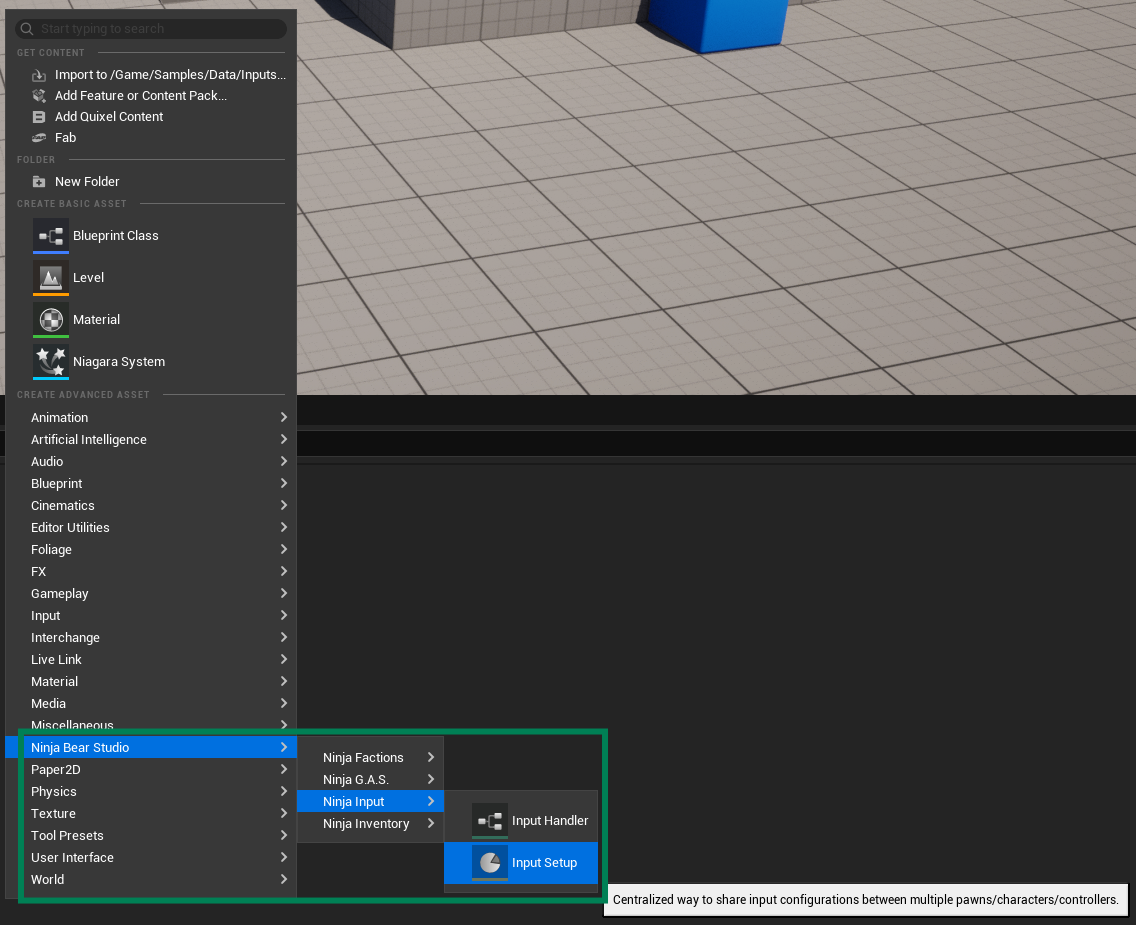 Start typing to search
GET CONTENT
Import to /Game/Samples/Data/Inputs...
Add Feature or Content Pack...
Add Quixel Content
Fab
FOLDER
New Folder
CREATE BASIC ASSET
Blueprint Class
Level
Material
Niagara System
CREATE ADVANCED ASSET
Animation
Artificial Intelligence
Audio
Blueprint
Cinematics
Editor Utilities
Foliage
FX
Gameplay
Input
Interchange
Live Link
Material
Media
Miscellaneous
Ninja Bear Studio
Paper2D
Physics
Texture
Tool Presets
User Interface
World
Ninja Factions
Ninja G.A.S.
Ninja Input
Ninja Inventory
Input Handler
Input Setup
Centralized way to share input configurations between multiple pawns/characters/controllers.